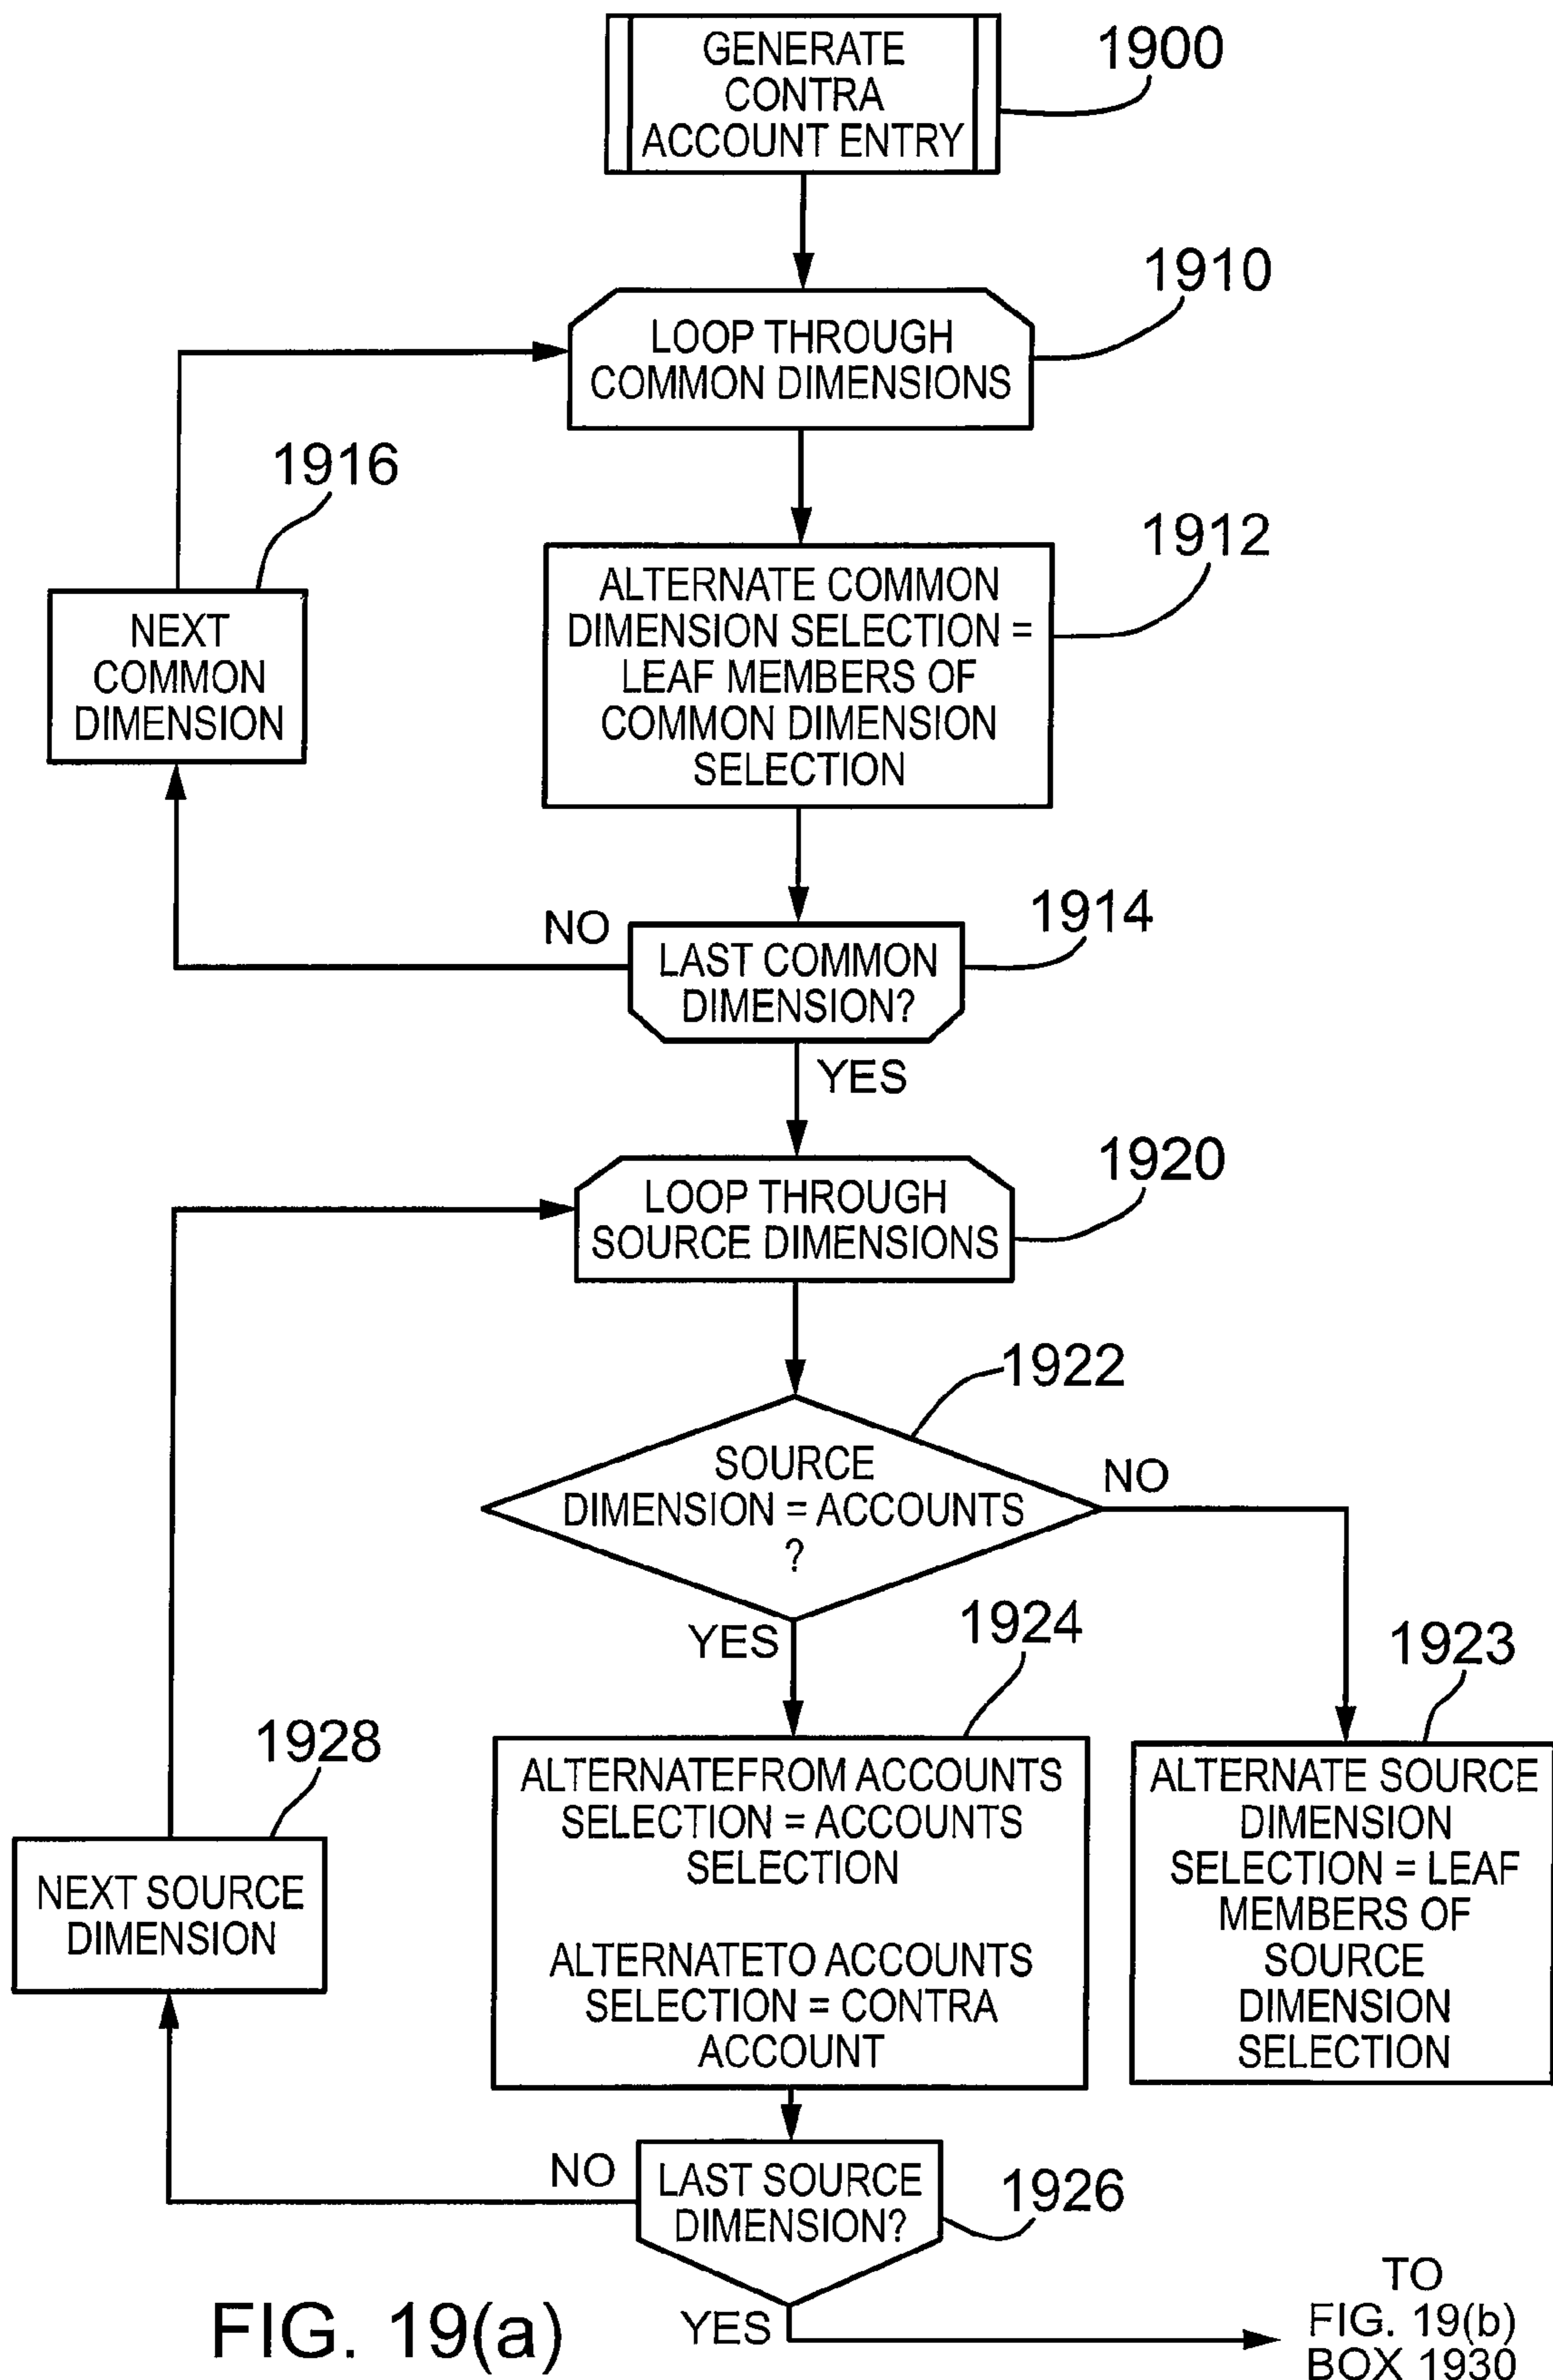 GENERATE
CONTRA
ACCOUNT ENTRY
1900
LOOP THROUGH
COMMON DIMENSIONS
1910
1916
NEXT
COMMON
DIMENSION
ALTERNATE COMMON
DIMENSION SELECTION =
LEAF MEMBERS OF
COMMON DIMENSION
SELECTION
1912
NO
LAST COMMON
DIMENSION?
1914
YES
LOOP THROUGH
SOURCE DIMENSIONS
1920
1922
SOURCE
DIMENSION = ACCOUNTS
?
NO
YES
1924
1923
1928
NEXT SOURCE
DIMENSION
ALTERNATEFROM ACCOUNTS
SELECTION = ACCOUNTS
SELECTION
ALTERNATETO ACCOUNTS
SELECTION = CONTRA
ACCOUNT
ALTERNATE SOURCE
DIMENSION
SELECTION = LEAF
MEMBERS OF
SOURCE
DIMENSION
SELECTION
NO
LAST SOURCE
DIMENSION?
1926
YES
TO
FIG. 19(b)
BOX 1930
FIG. 19(a)